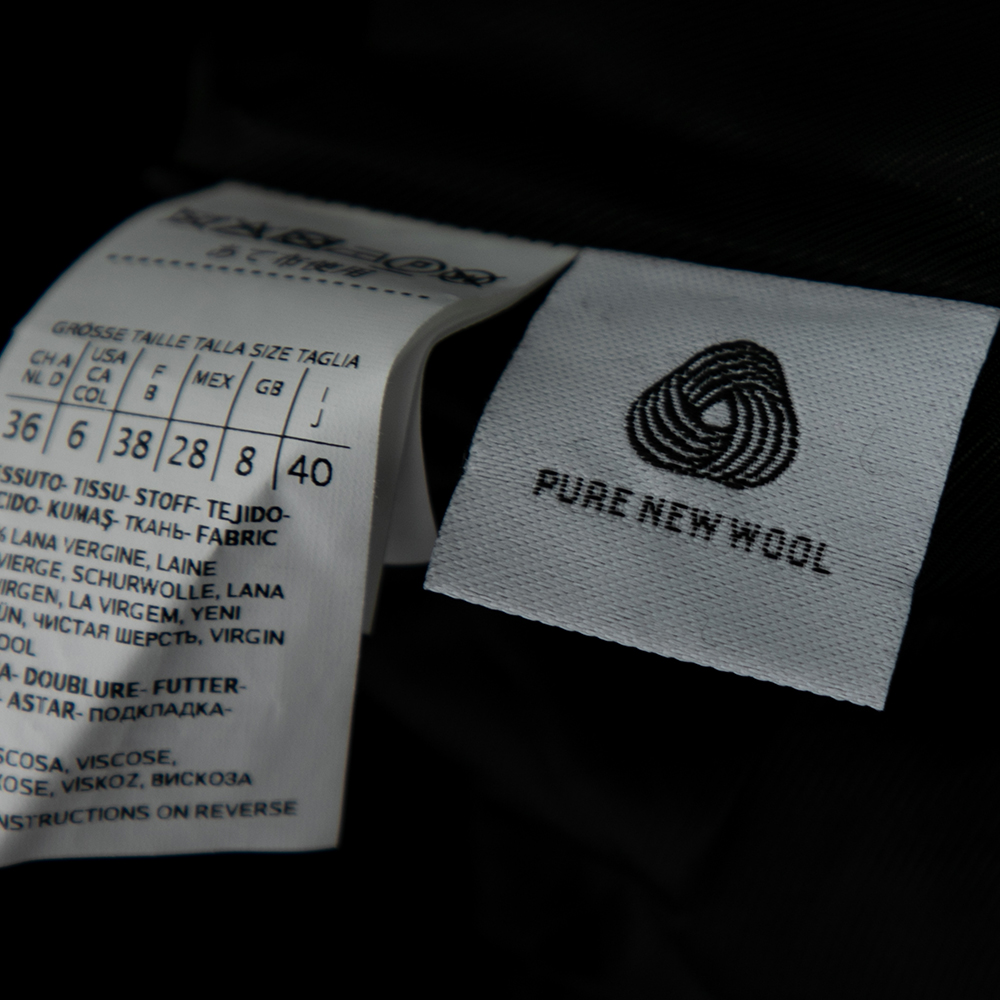 GRÖSSE TAILLE TALLA SIZE TAGLIA
CH A USA F MEX GB I
NL D CA B J
COL
36 6 38 28 8 40
TISSU- STOFF- TEJIDO-
KUMAŞ- ТКАНЬ- FABRIC
% LANA VERGINE, LAINE
VIERGE, SCHURWOLLE, LANA
LA VIRGEM, YENI
ЧИСТАЯ ШЕРСТЬ, VIRGIN
DOUBLURE- FUTTER-
ASTAR- ПОДКЛАДКА-
VISCOSE,
VISKOZ, ВИСКОЗА
ON REVERSE
PURE NEW WOOL